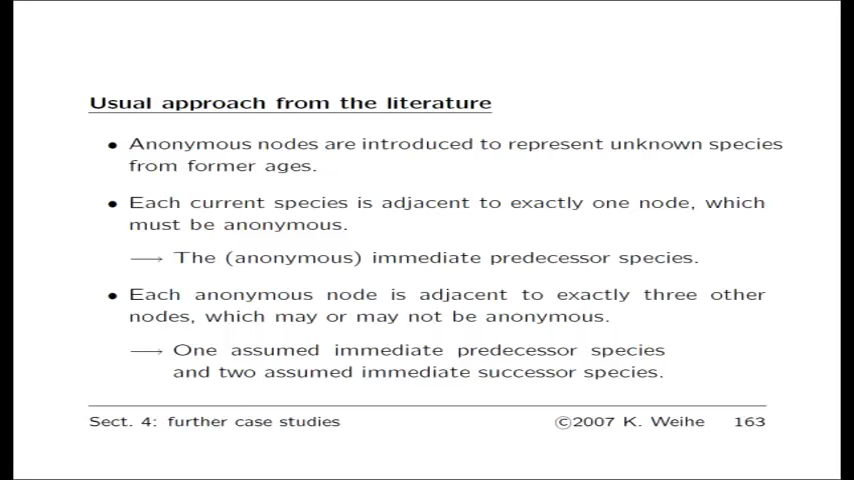 Usual approach from the literature
● Anonymous nodes are introduced to represent unknown species
from former ages.
● Each current species is adjacent to exactly one node, which
must be anonymous.
⟶ The (anonymous) immediate predecessor species.
● Each anonymous node is adjacent to exactly three other
nodes, which may or may not be anonymous.
⟶ One assumed immediate predecessor species
and two assumed immediate successor species.
Sect. 4: further case studies ©2007 K. Weihe 163